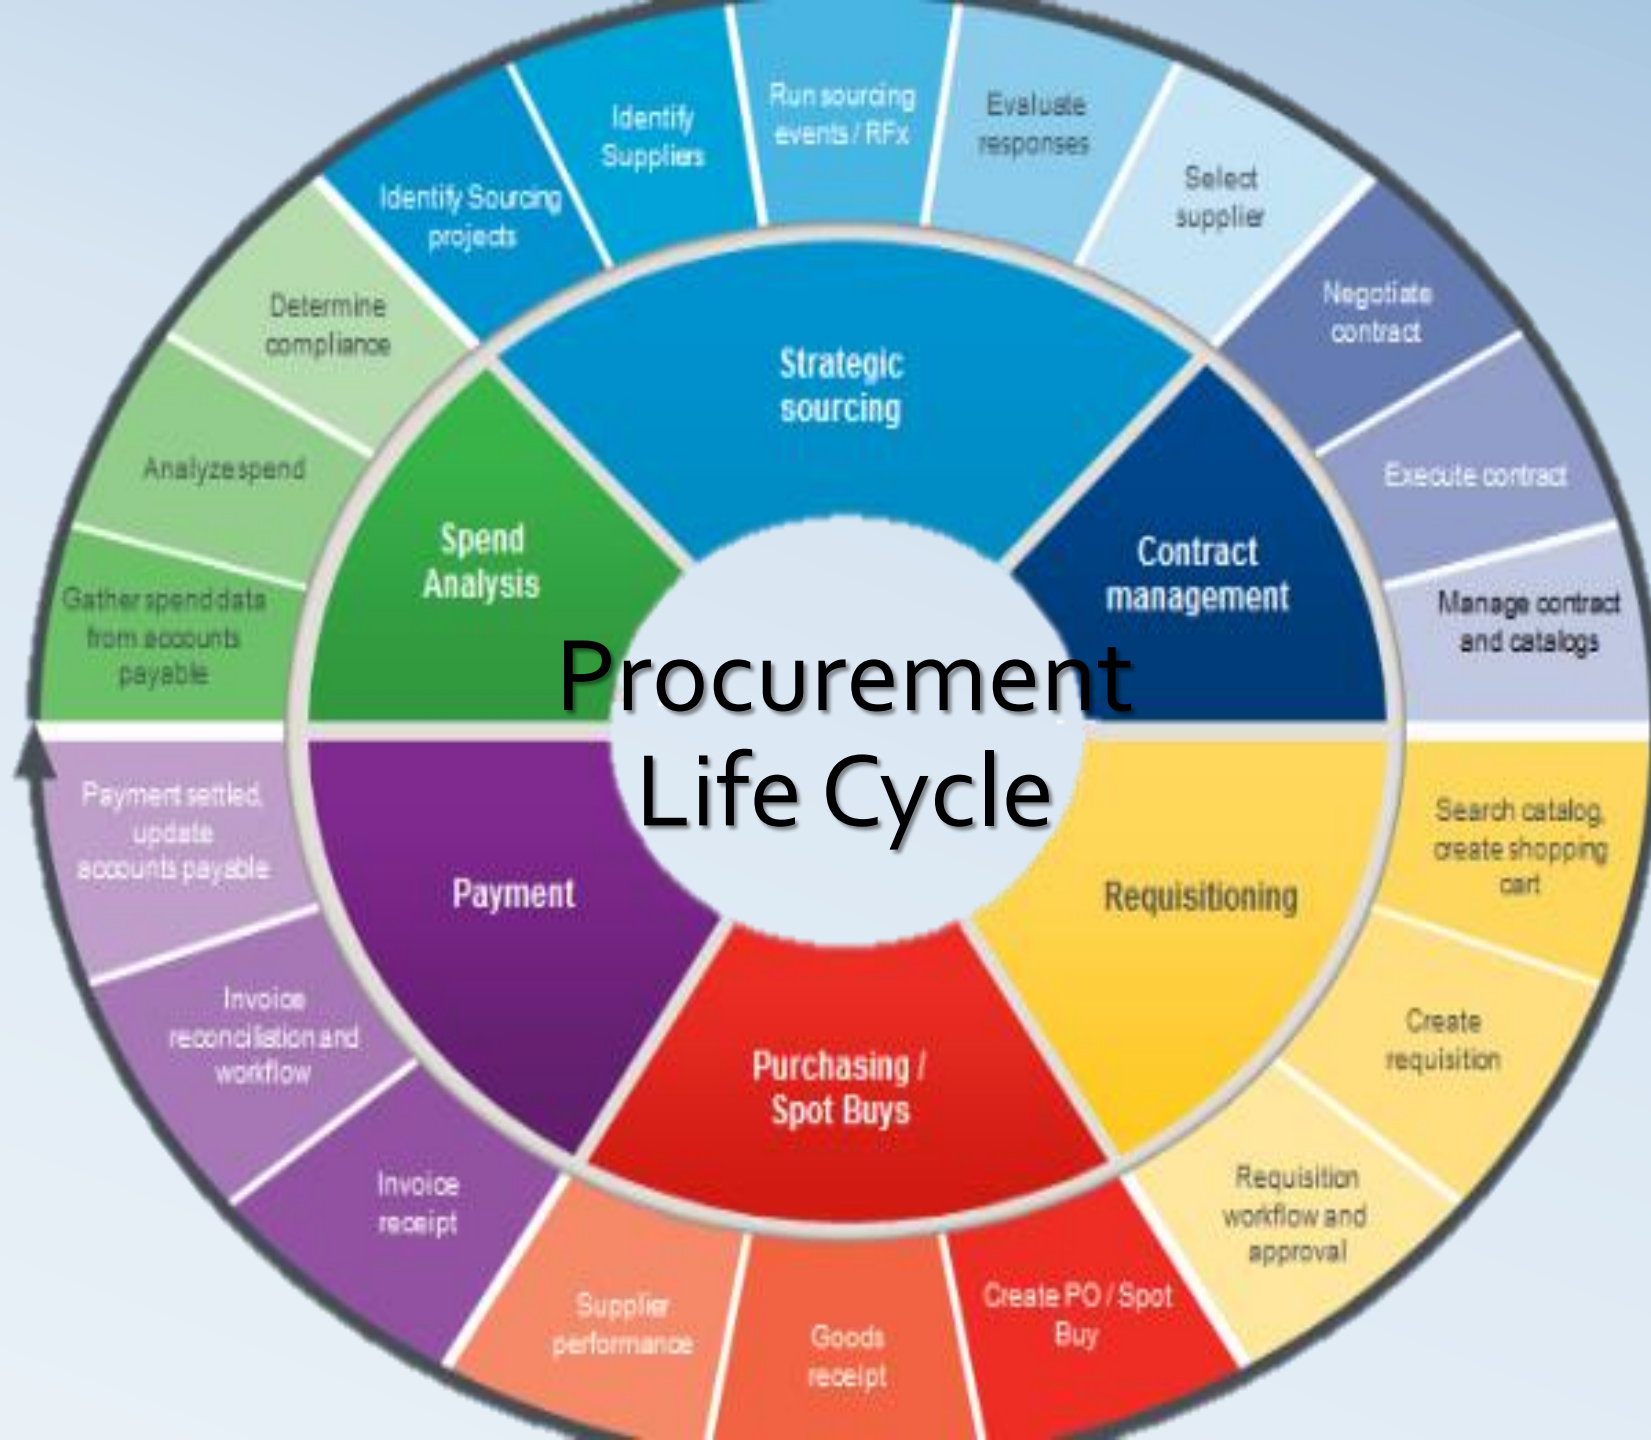 Run sourcing
events / RFx
Evaluate
responses
Identify
Suppliers
Select
supplier
Identify Sourcing
projects
Negotiate
contract
Determine
compliance
Strategic
sourcing
Analyze spend
Execute contract
Spend
Analysis
Contract
management
Gather spend data
from accounts
payable
Manage contract
and catalogs
Procurement
Life Cycle
Payment settled,
update
accounts payable
Search catalog,
create shopping
cart
Payment
Requisitioning
Invoice
reconciliation and
workflow
Create
requisition
Purchasing /
Spot Buys
Invoice
receipt
Requisition
workflow and
approval
Supplier
performance
Goods
receipt
Create PO / Spot
Buy